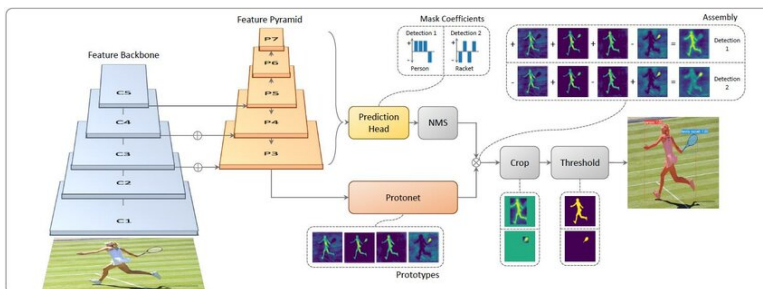 Feature Backbone
C5
C4
C3
C2
C1
Feature Pyramid
P7
P6
P5
P4
P3
Mask Coefficients
Detection 1
Detection 2
+
-
+
-
Person
Racket
Prediction
Head
NMS
Protonet
Prototypes
Assembly
+ + + - = Detection
1
- + + + = Detection
2
Crop
Threshold